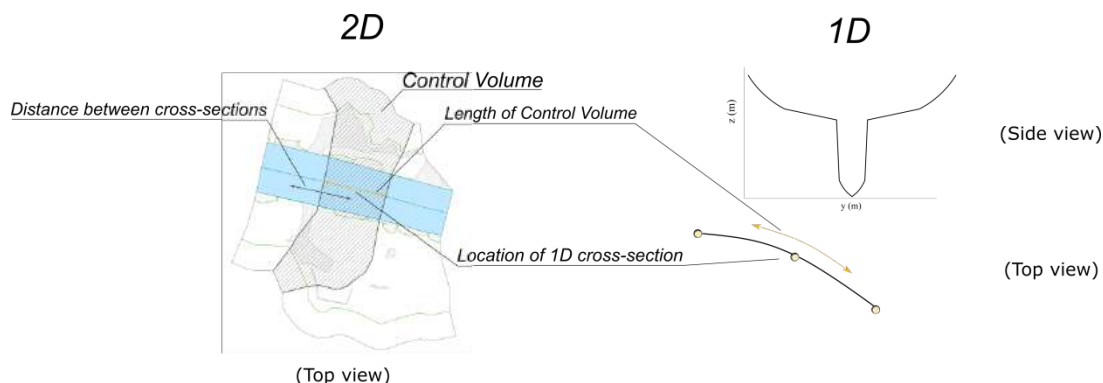 2D
1D
Control Volume
Distance between cross-sections
Length of Control Volume
z (m)
(Side view)
y (m)
Location of 1D cross-section
(Top view)
(Top view)